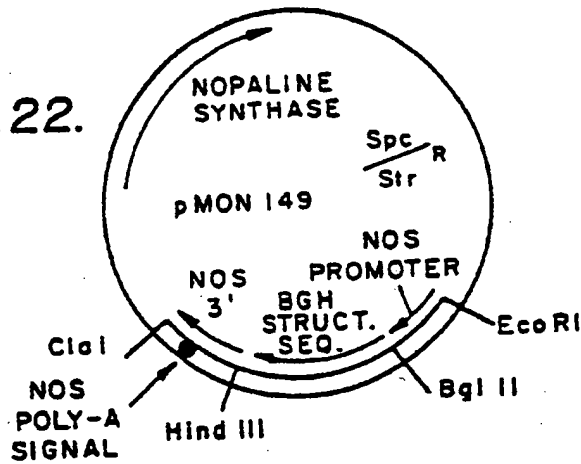 22.
NOPALINE
SYNTHASE
Spc
R
Str
pMON 149
NOS
PROMOTER
NOS
3'
BGH
STRUCT.
SEQ.
EcoRI
ClaI
Bgl II
NOS
POLY-A
SIGNAL
Hind III